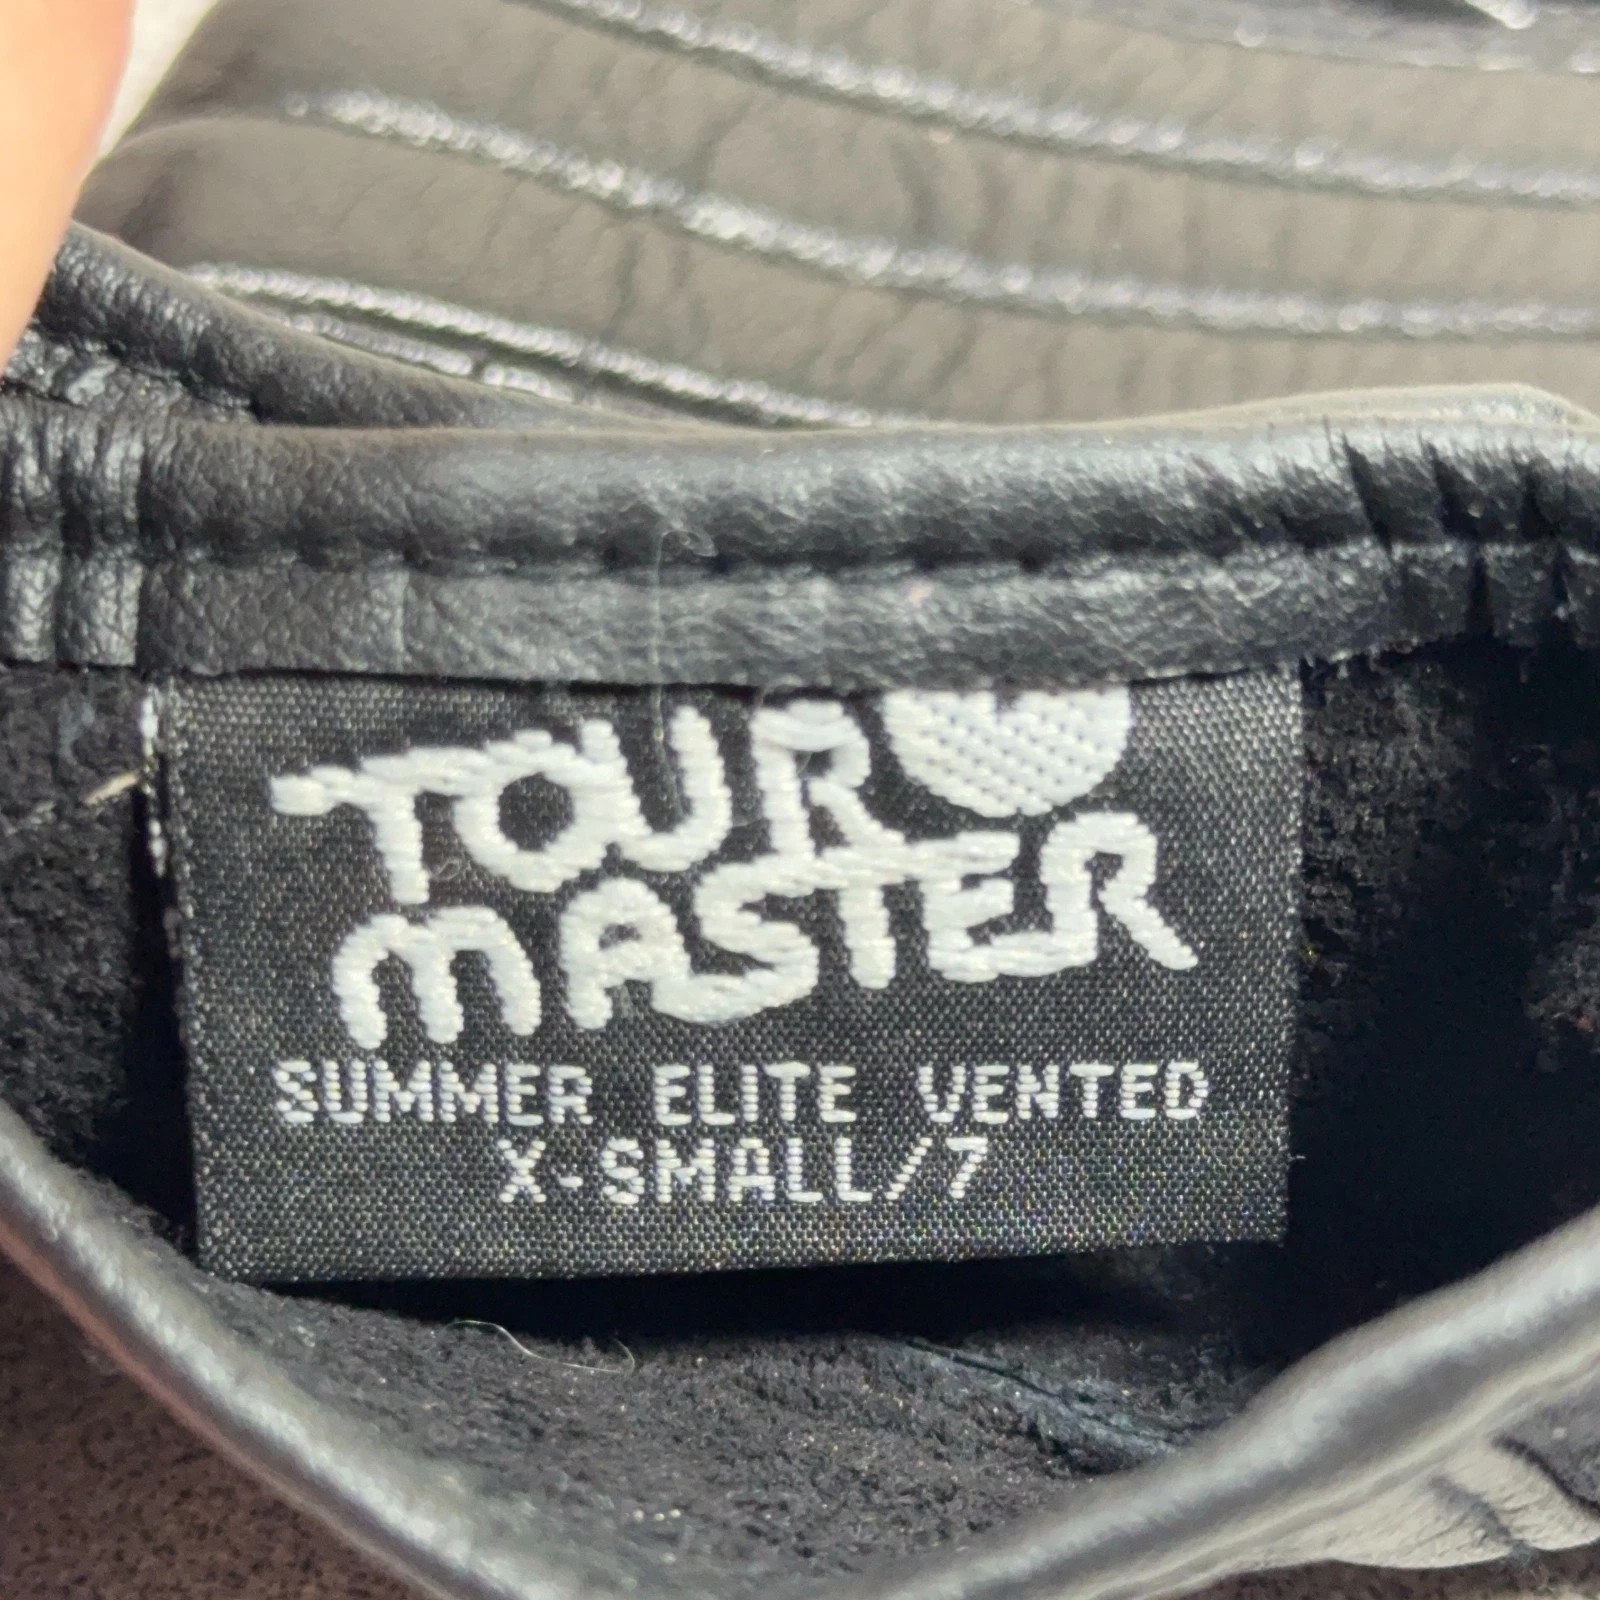 TOUR
MASTER
SUMMER ELITE VENTED
X-SMALL/7